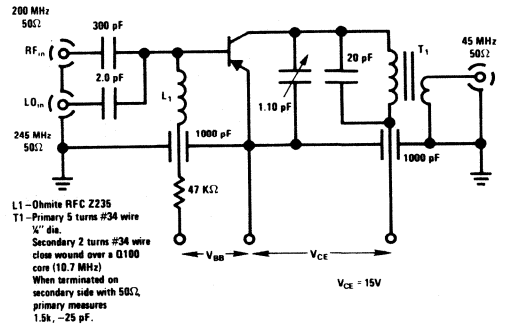 200 MHz
50Ω
300 pF
RFin
2.0 pF
LOin
245 MHz
50Ω
L1
1000 pF
47 KΩ
1.10 pF
20 pF
T1
45 MHz
50Ω
1000 pF
VBB
VCE
VCE = 15V
L1–Ohmite RFC Z235
T1–Primary 5 turns #34 wire
¼" dia.
Secondary 2 turns #34 wire
close wound over a Q100
core (10.7 MHz)
When terminated on
secondary side with 50Ω,
primary measures
1.5k, –25 pF.